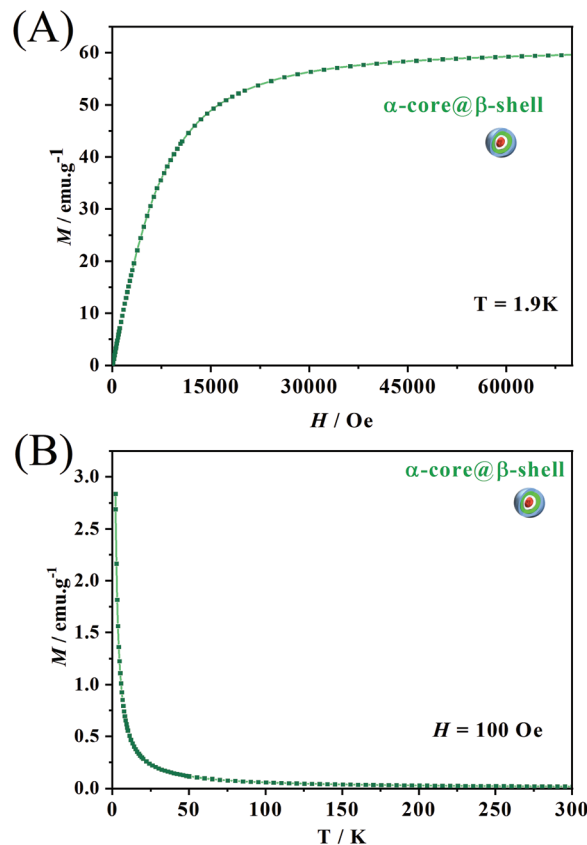 (A)
60
50
40
30
20
10
0
M / emu.g-1
α-core@β-shell
T = 1.9K
0 15000 30000 45000 60000
H / Oe
(B)
3.0
2.5
2.0
1.5
1.0
0.5
0.0
M / emu.g-1
α-core@β-shell
H = 100 Oe
0 50 100 150 200 250 300
T / K